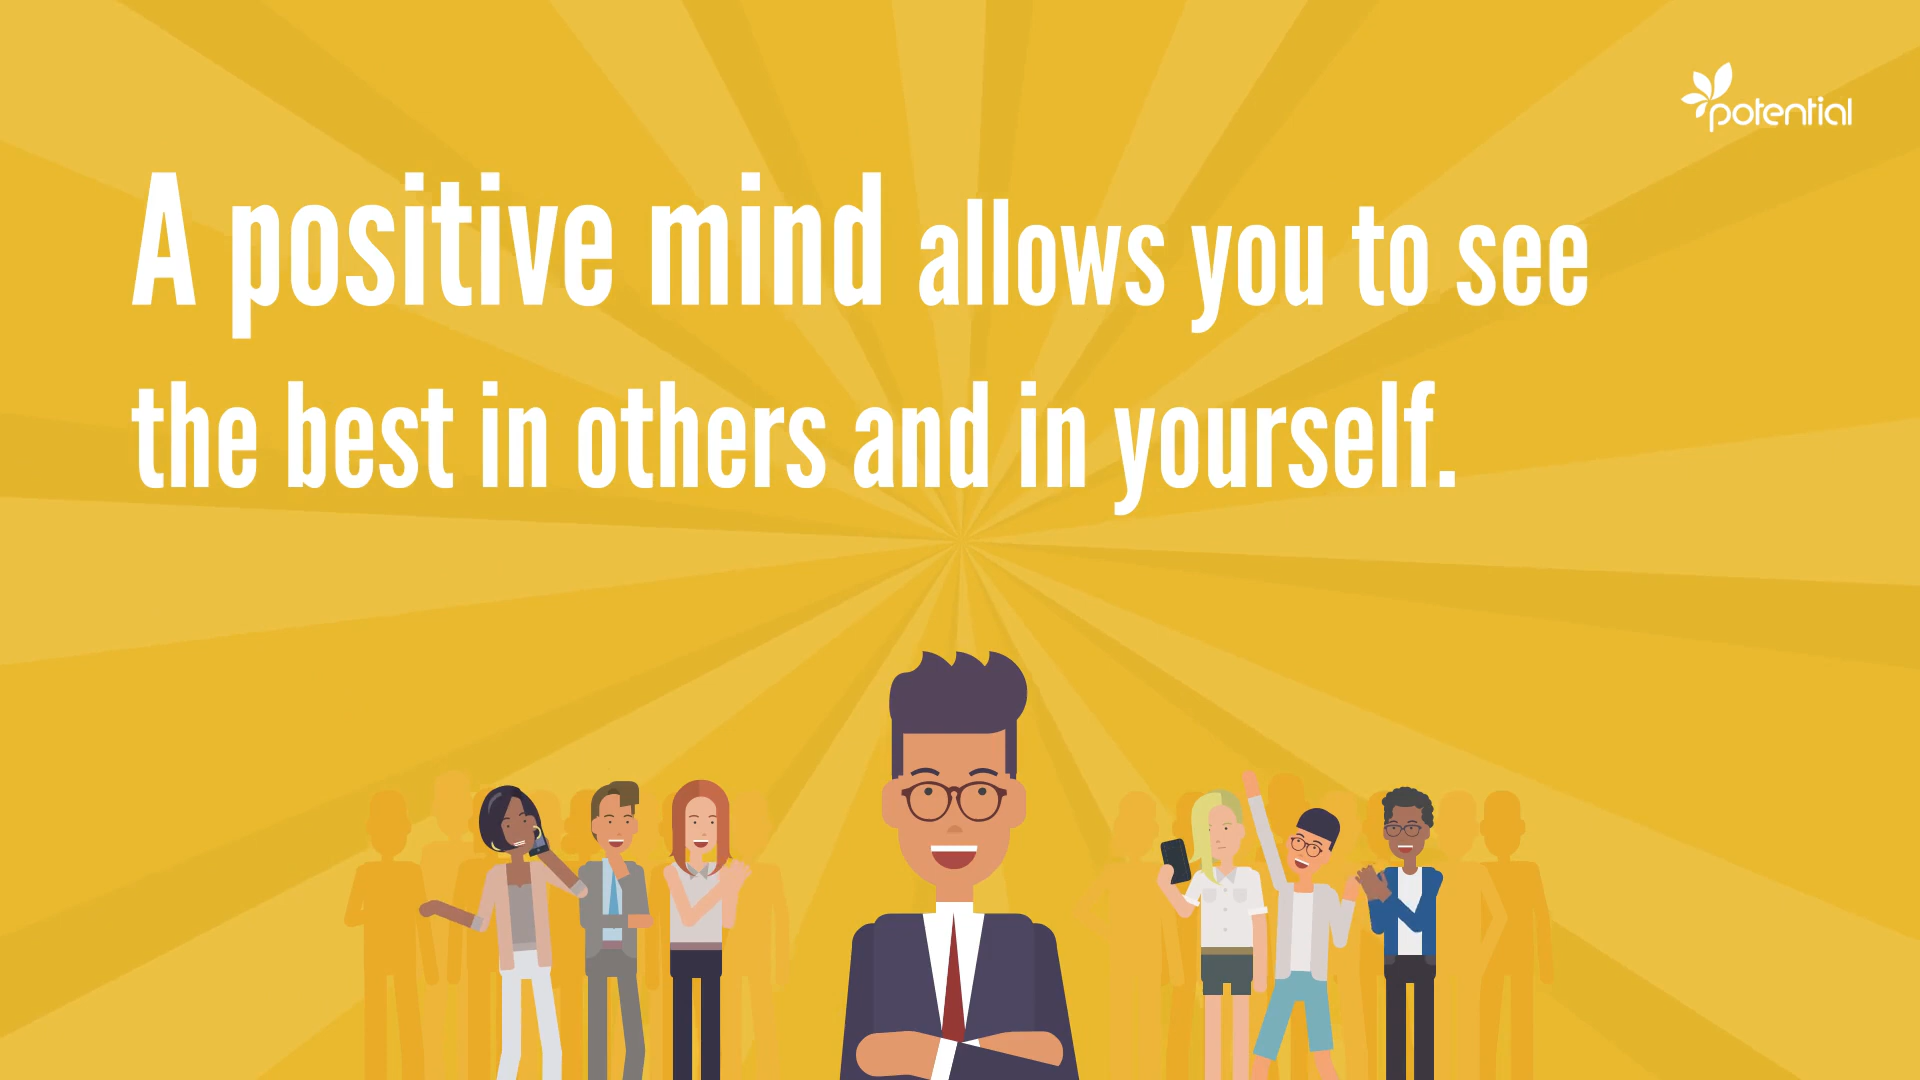 potential
A positive mind allows you to see
the best in others and in yourself.